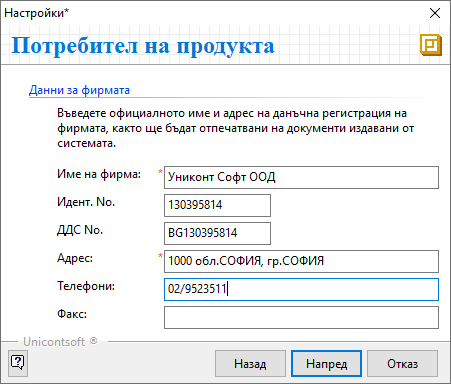 Настройки*
Потребител на продукта
Данни за фирмата
Въведете официалното име и адрес на данъчна регистрация на
фирмата, както ще бъдат отпечатвани на документи издавани от
системата.
Име на фирма: * Униконт Софт ООД
Идент. No. 130395814
ДДС No. BG130395814
Адрес: * 1000 обл.СОФИЯ, гр.СОФИЯ
Телефони: 02/9523511
Факс:
Unicontsoft ®
? Назад Напред Отказ